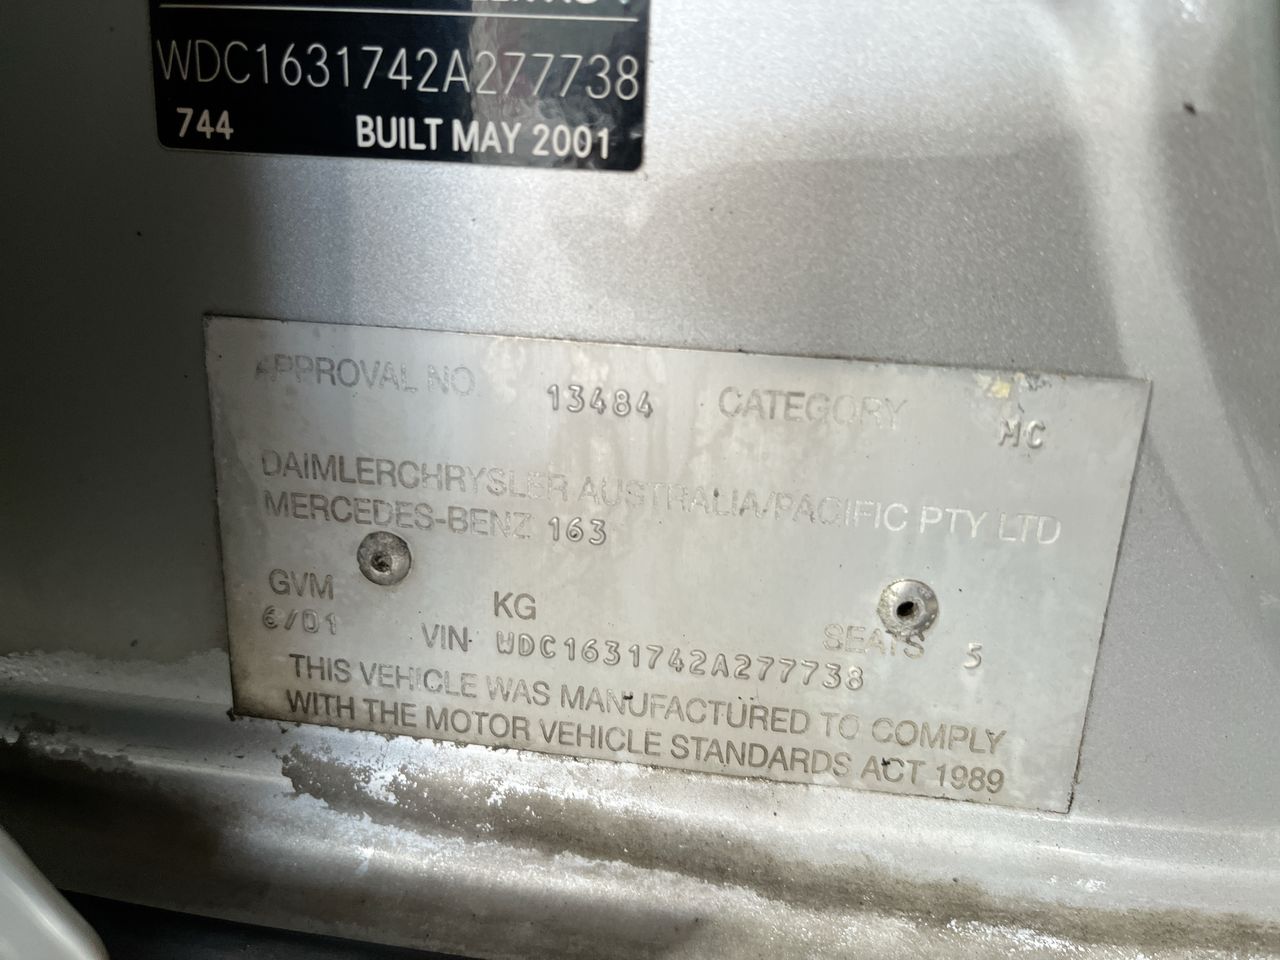 WDC1631742A277738
744 BUILT MAY 2001
APPROVAL NO 13484 CATEGORY MC
DAIMLERCHRYSLER AUSTRALIA/PACIFIC PTY LTD
MERCEDES-BENZ 163
GVM KG SEATS 5
6/01 VIN WDC1631742A277738
THIS VEHICLE WAS MANUFACTURED TO COMPLY
WITH THE MOTOR VEHICLE STANDARDS ACT 1989